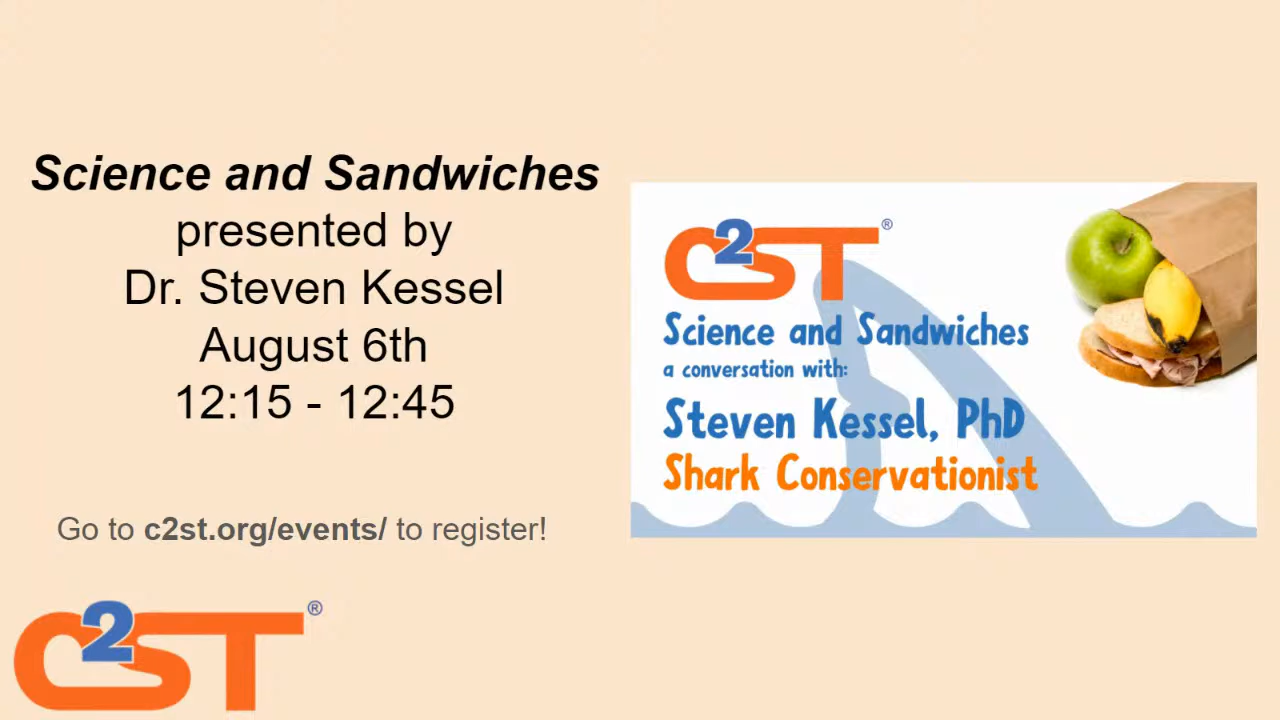 Science and Sandwiches
presented by
Dr. Steven Kessel
August 6th
12:15 - 12:45
Go to c2st.org/events/ to register!
C2ST®
C2ST®
Science and Sandwiches
a conversation with:
Steven Kessel, PhD
Shark Conservationist